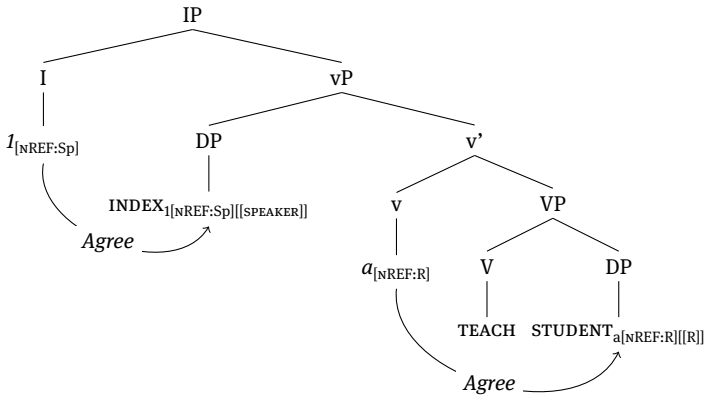 IP
I vP
1[NREF:Sp] DP v’
INDEX1[NREF:Sp][[SPEAKER]] v VP
Agree
a[NREF:R] V DP
TEACH STUDENTa[NREF:R][[R]]
Agree